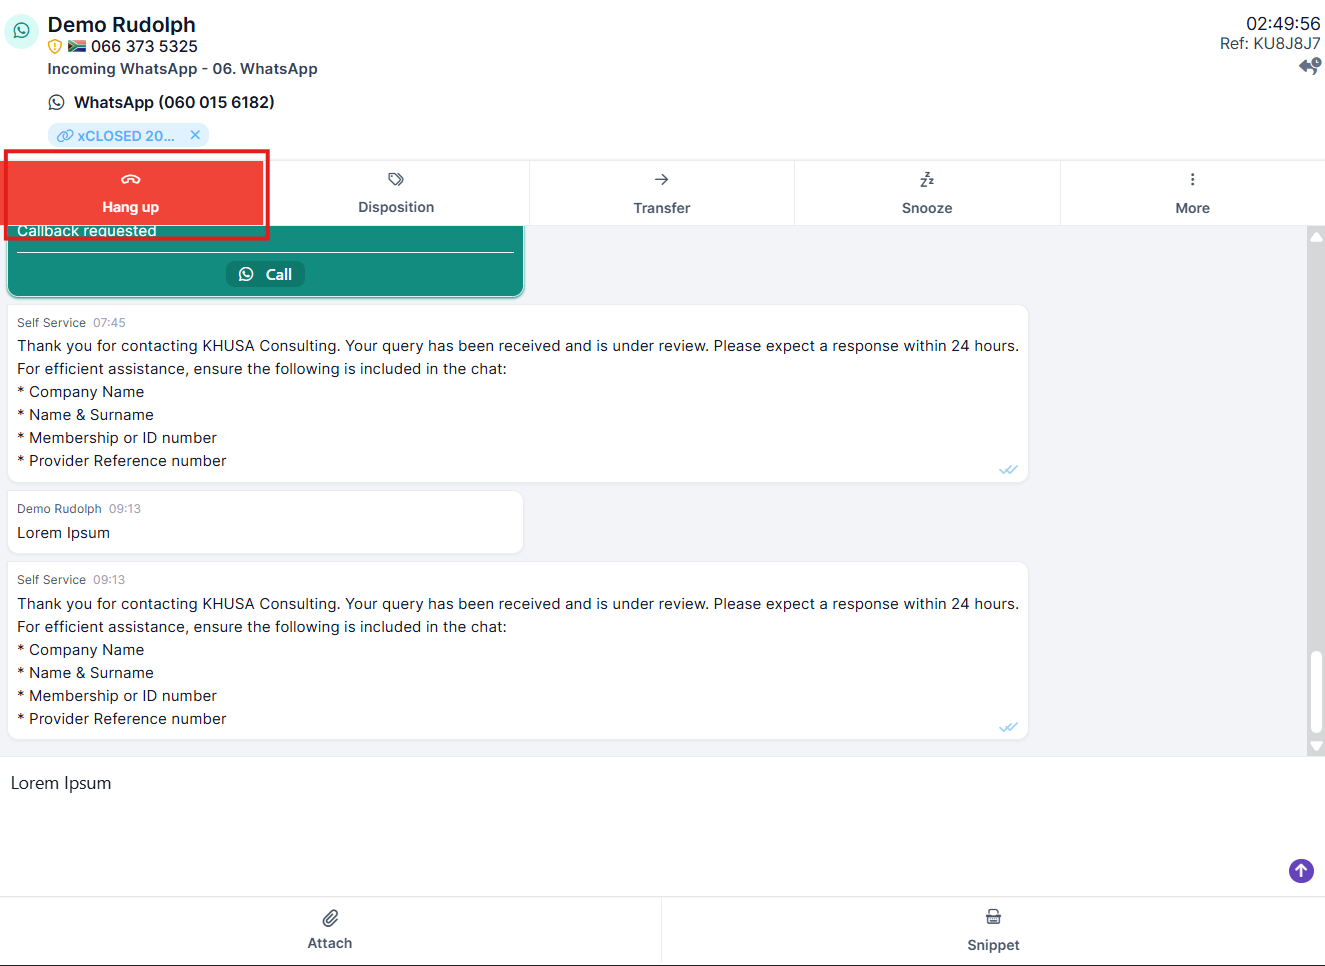 Demo Rudolph
02:49:56
066 373 5325
Ref: KU8J8J7
Incoming WhatsApp - 06. WhatsApp
WhatsApp (060 015 6182)
xCLOSED 20...
Hang up
Disposition
Transfer
Snooze
More
Callback requested
Call
Self Service 07:45
Thank you for contacting KHUSA Consulting. Your query has been received and is under review. Please expect a response within 24 hours.
For efficient assistance, ensure the following is included in the chat:
* Company Name
* Name & Surname
* Membership or ID number
* Provider Reference number
Demo Rudolph 09:13
Lorem Ipsum
Self Service 09:13
Thank you for contacting KHUSA Consulting. Your query has been received and is under review. Please expect a response within 24 hours.
For efficient assistance, ensure the following is included in the chat:
* Company Name
* Name & Surname
* Membership or ID number
* Provider Reference number
Lorem Ipsum
Attach
Snippet